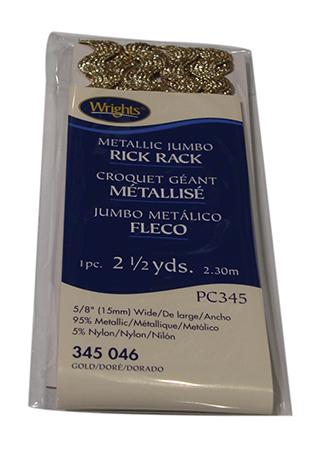 Wrights®
METALLIC JUMBO
RICK RACK
CROQUET GÉANT
MÉTALLISÉ
JUMBO METÁLICO
FLECO
1 pc. 2 1/2 yds. 2.30m
PC345
5/8" (15mm) Wide/De large/Ancho
95% Metallic/Métallique/Metálico
5% Nylon/Nylon/Nilón
345 046
GOLD/DORÉ/DORADO